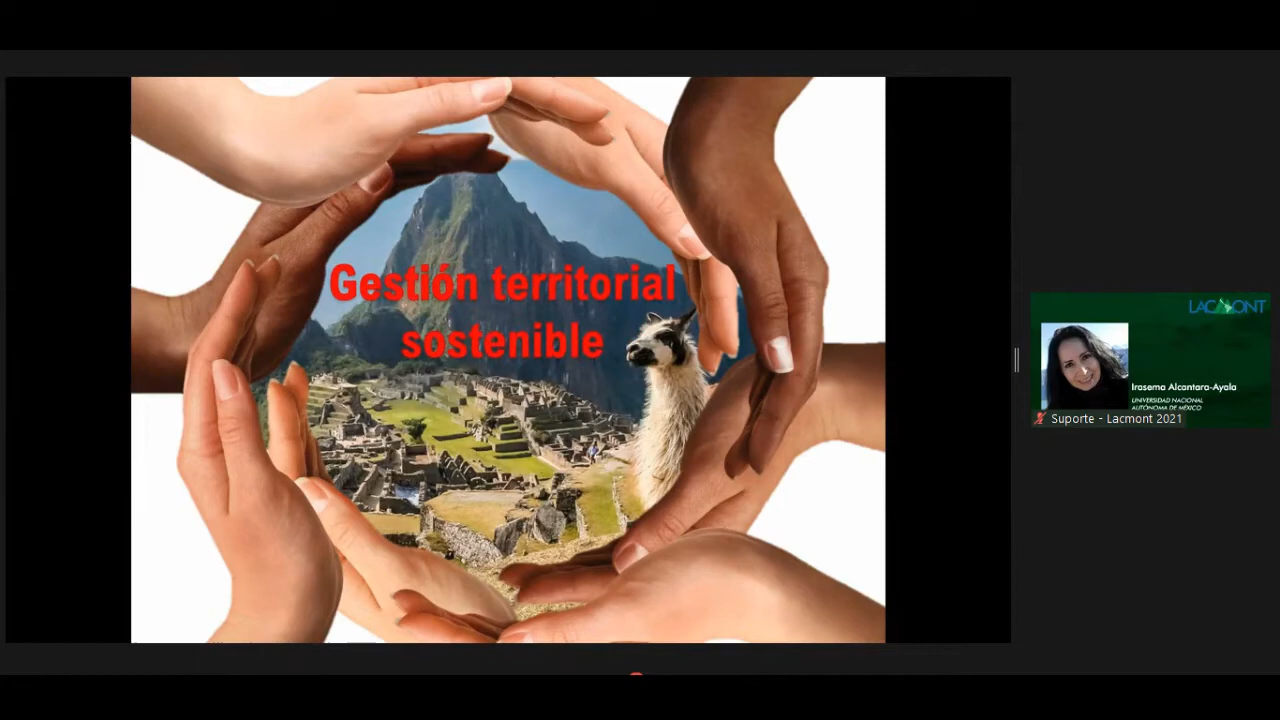 Gestión territorial
sostenible
LACMONT
Irasema Alcantara-Ayala
UNIVERSIDAD NACIONAL
AUTÓNOMA DE MÉXICO
Suporte - Lacmont 2021